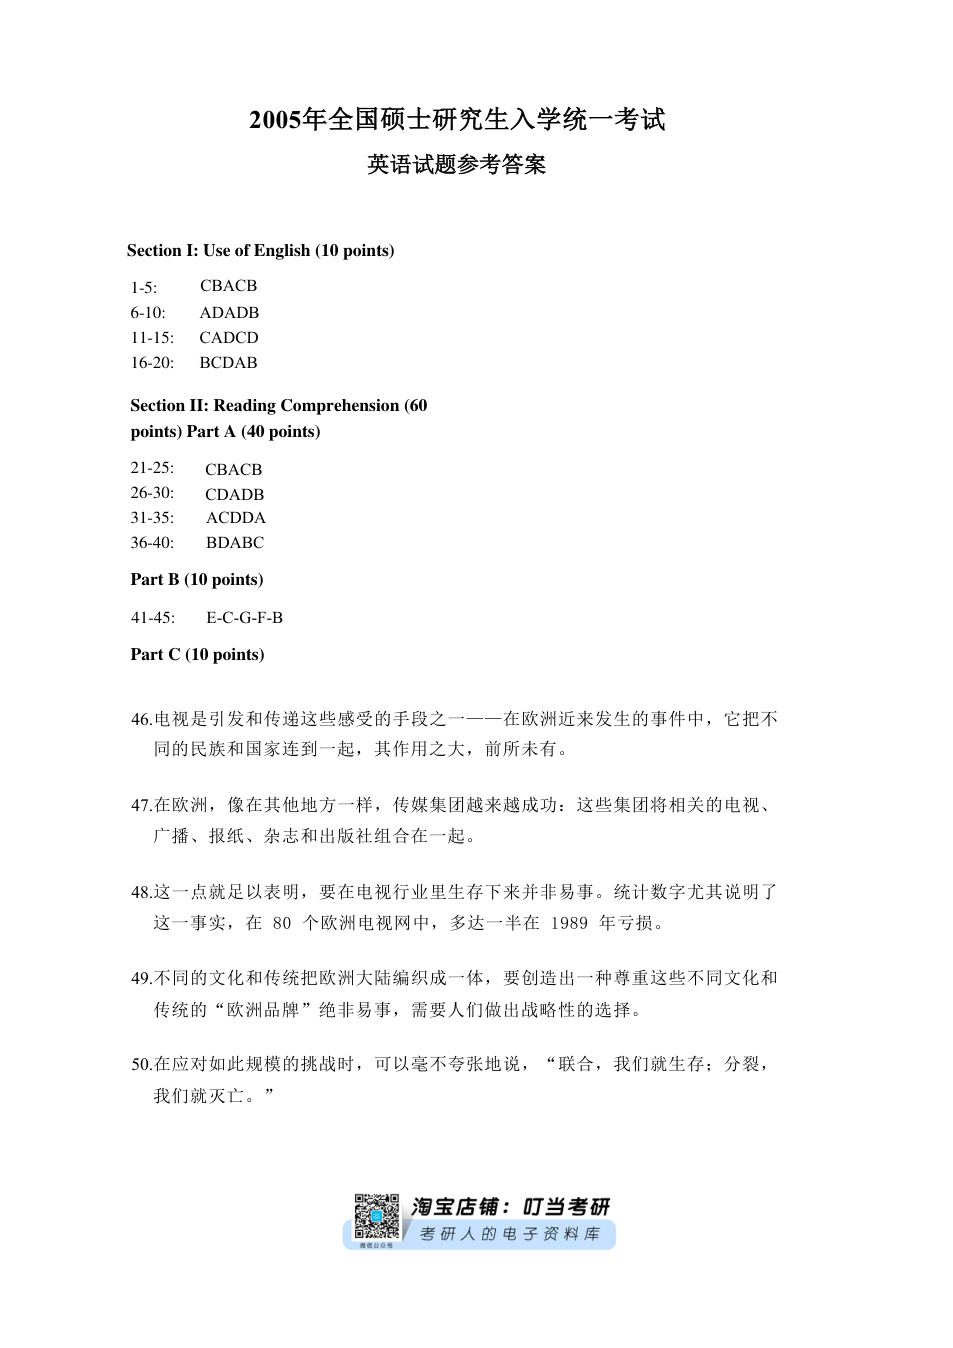 2005年全国硕士研究生入学统一考试
英语试题参考答案
Section I: Use of English (10 points)
1-5: CBACB
6-10: ADADB
11-15: CADCD
16-20: BCDAB
Section II: Reading Comprehension (60
points) Part A (40 points)
21-25: CBACB
26-30: CDADB
31-35: ACDDA
36-40: BDABC
Part B (10 points)
41-45: E-C-G-F-B
Part C (10 points)
46.电视是引发和传递这些感受的手段之一——在欧洲近来发生的事件中，它把不
同的民族和国家连到一起，其作用之大，前所未有。
47.在欧洲，像在其他地方一样，传媒集团越来越成功：这些集团将相关的电视、
广播、报纸、杂志和出版社组合在一起。
48.这一点就足以表明，要在电视行业里生存下来并非易事。统计数字尤其说明了
这一事实，在 80 个欧洲电视网中，多达一半在 1989 年亏损。
49.不同的文化和传统把欧洲大陆编织成一体，要创造出一种尊重这些不同文化和
传统的“欧洲品牌”绝非易事，需要人们做出战略性的选择。
50.在应对如此规模的挑战时，可以毫不夸张地说，“联合，我们就生存；分裂，
我们就灭亡。”
淘宝店铺：叮当考研
考研人的电子资料库
微信公众号